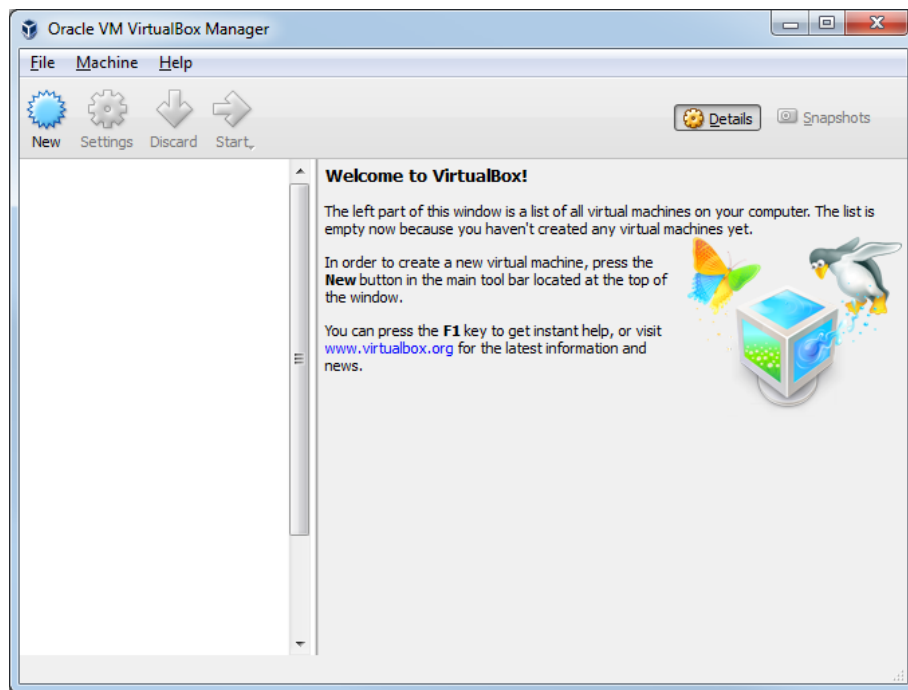 Oracle VM VirtualBox Manager
File Machine Help
New Settings Discard Start
Details Snapshots
Welcome to VirtualBox!
The left part of this window is a list of all virtual machines on your computer. The list is
empty now because you haven't created any virtual machines yet.
In order to create a new virtual machine, press the
New button in the main tool bar located at the top of
the window.
You can press the F1 key to get instant help, or visit
www.virtualbox.org for the latest information and
news.